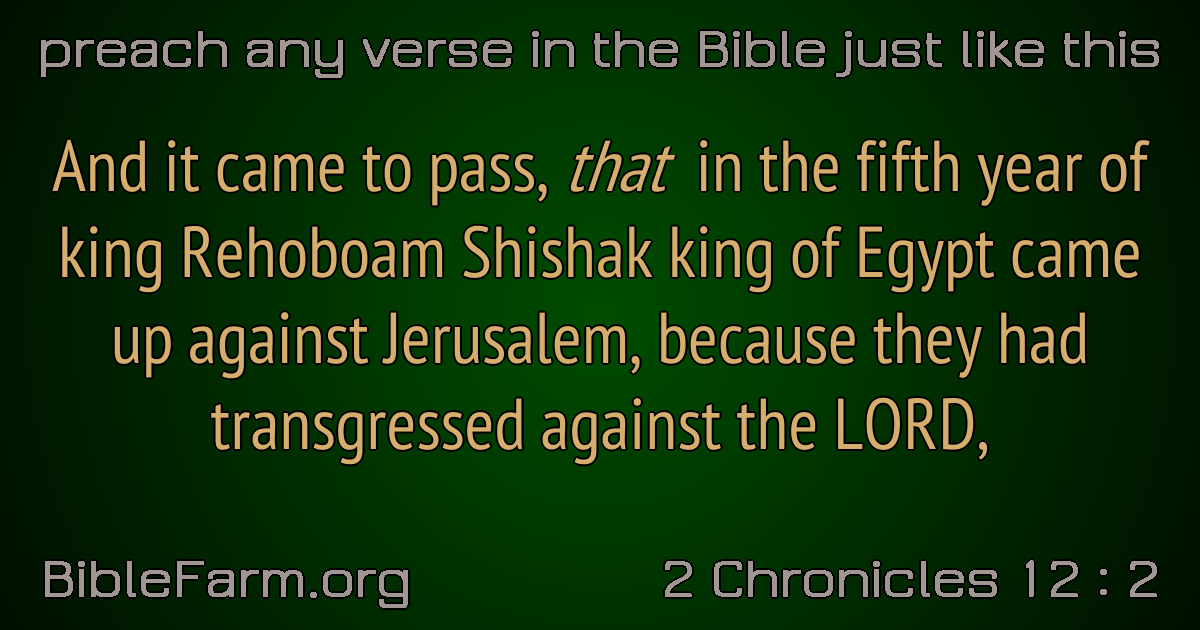 preach any verse in the Bible just like this
And it came to pass, that in the fifth year of
king Rehoboam Shishak king of Egypt came
up against Jerusalem, because they had
transgressed against the LORD,
BibleFarm.org
2 Chronicles 12 : 2